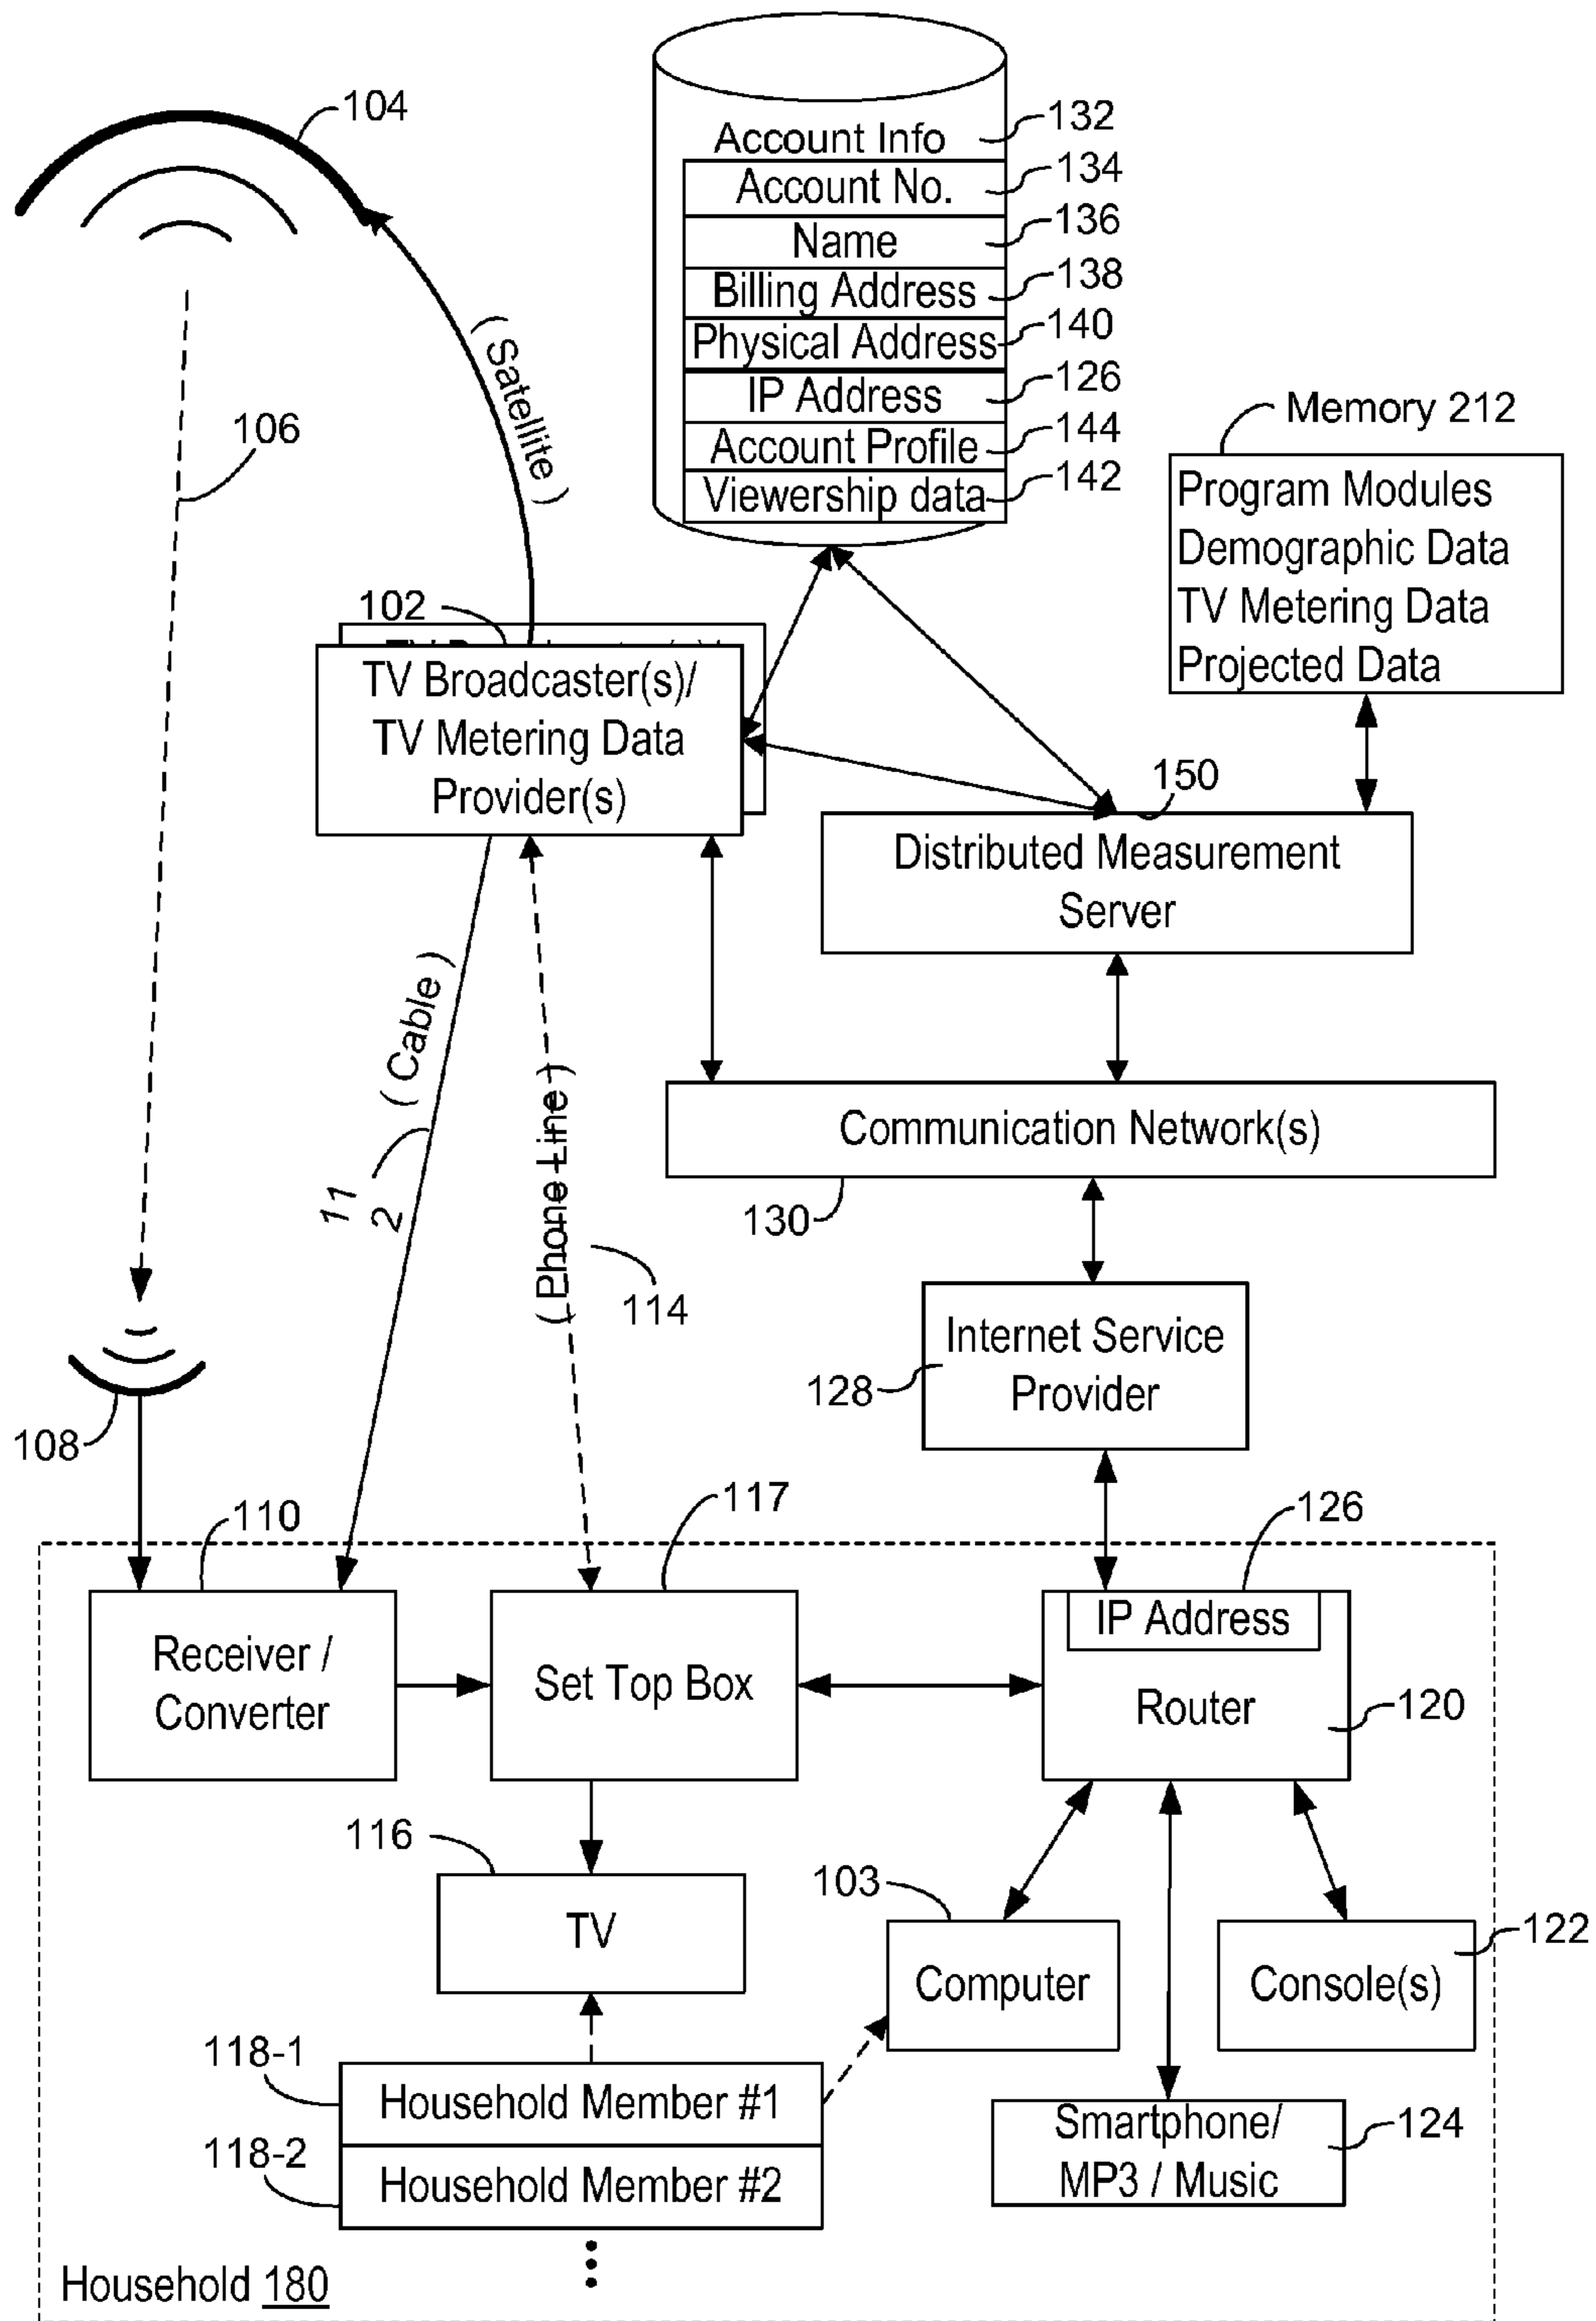 104
132
Account Info
134
Account No.
136
Name
138
Billing Address
140
Physical Address
126
IP Address
144
Account Profile
142
Viewership data
( Satellite )
106
Memory 212
Program Modules
Demographic Data
TV Metering Data
Projected Data
102
TV Broadcaster(s)/
TV Metering Data
Provider(s)
150
Distributed Measurement
Server
( Cable )
11
2
( Phone Line )
114
Communication Network(s)
130
Internet Service
Provider
128
108
110
117
126
Receiver /
Converter
Set Top Box
IP Address
Router
120
116
TV
103
Computer
122
Console(s)
118-1
Household Member #1
118-2
Household Member #2
Smartphone/
MP3 / Music
124
Household 180